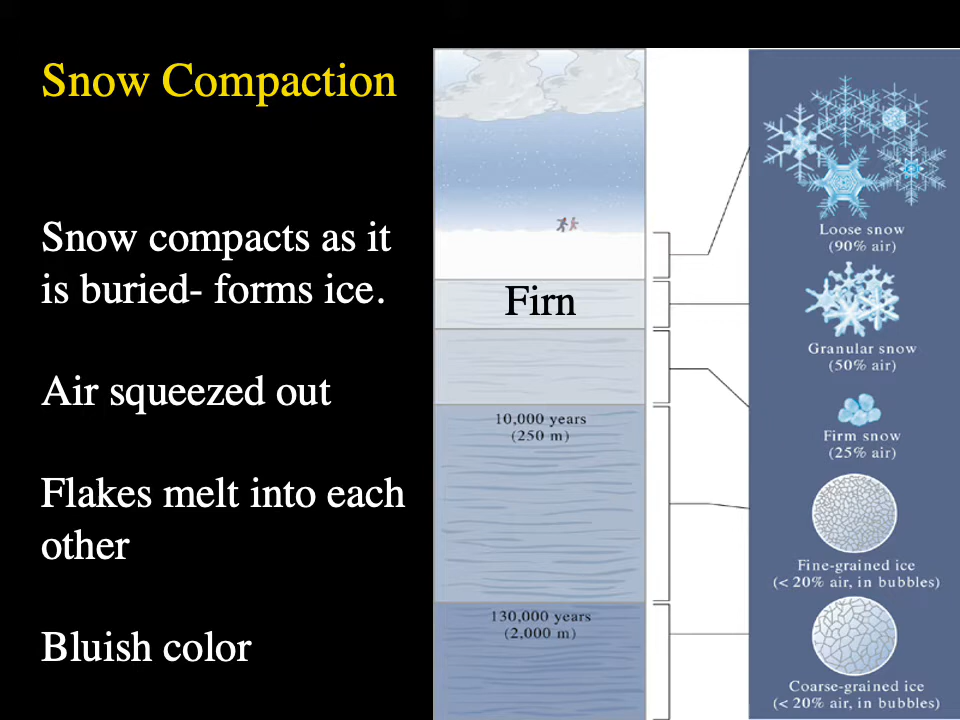 Snow Compaction
Snow compacts as it
is buried- forms ice.
Air squeezed out
Flakes melt into each
other
Bluish color
Firn
10,000 years
(250 m)
130,000 years
(2,000 m)
Loose snow
(90% air)
Granular snow
(50% air)
Firm snow
(25% air)
Fine-grained ice
(< 20% air, in bubbles)
Coarse-grained ice
(< 20% air, in bubbles)